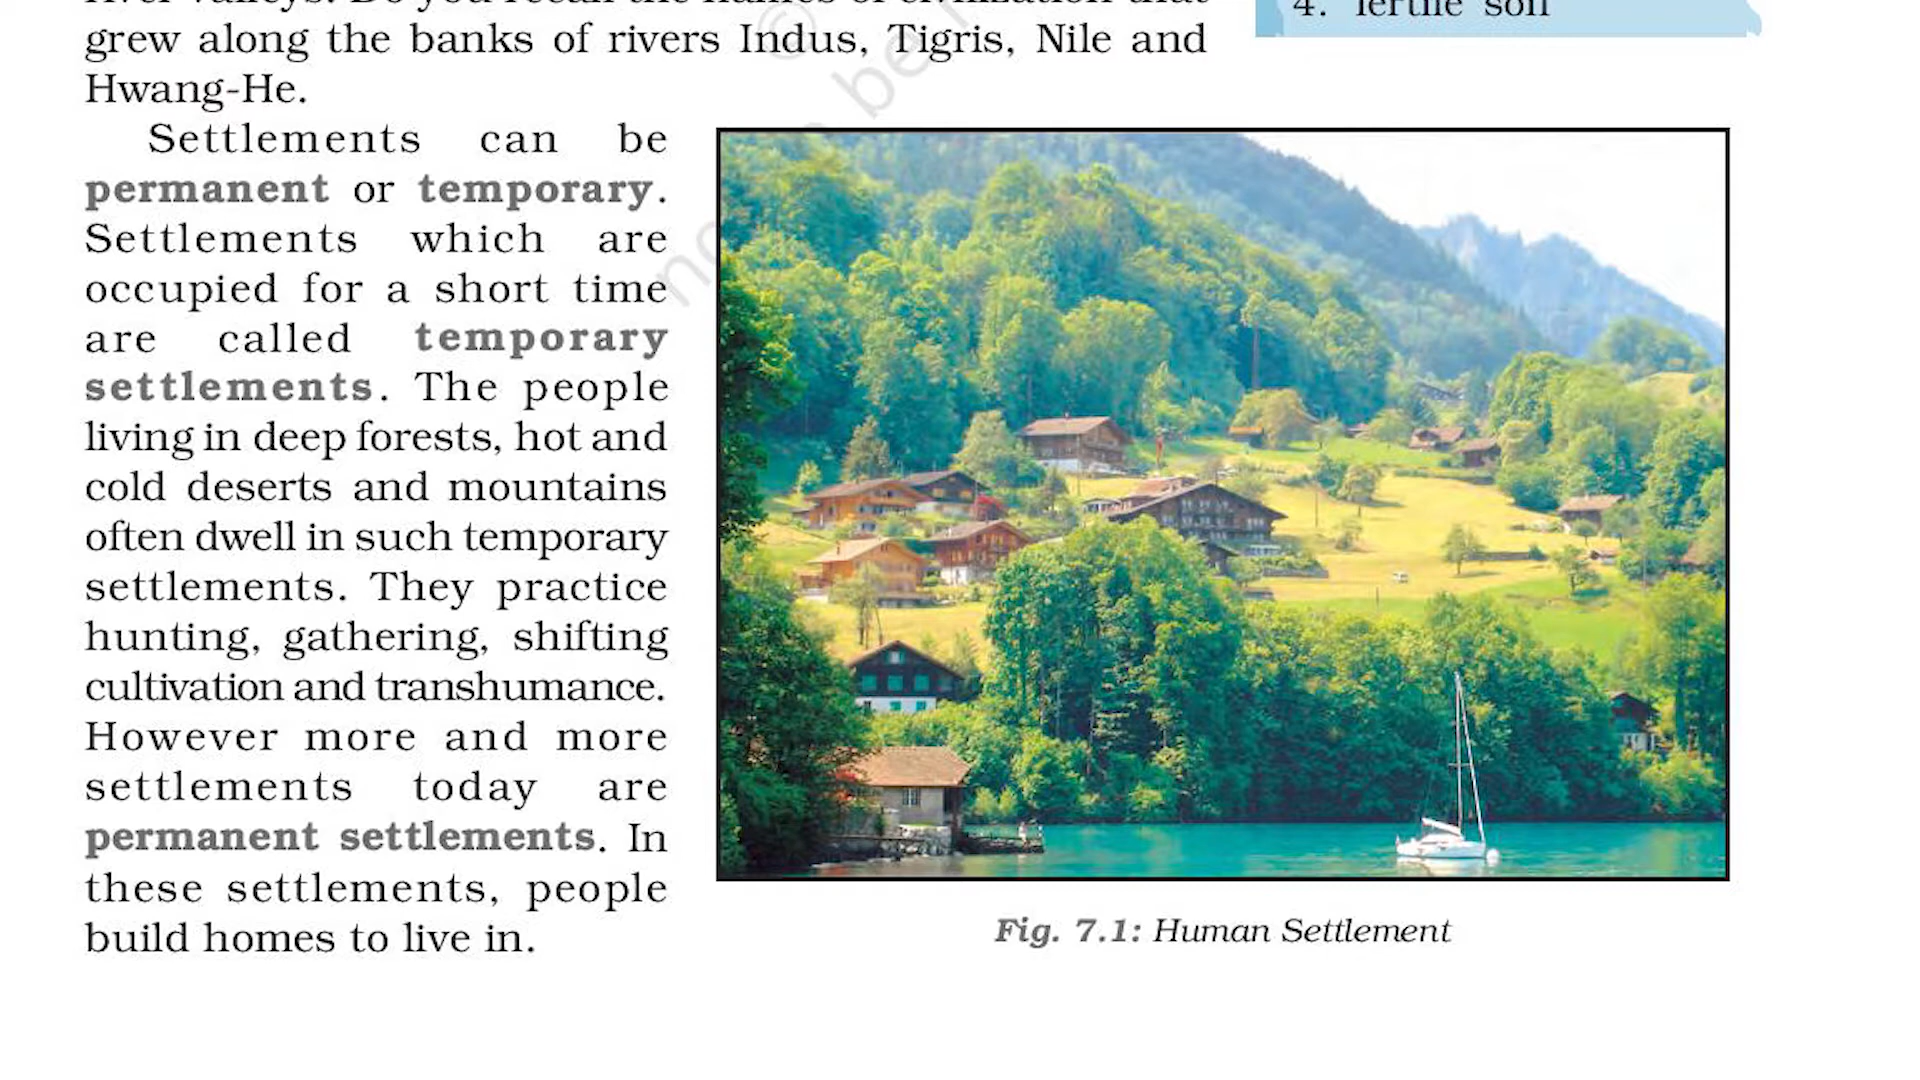 grew along the banks of rivers Indus, Tigris, Nile and
Hwang-He.
4. fertile soil
Settlements can be
permanent or temporary.
Settlements which are
occupied for a short time
are called temporary
settlements. The people
living in deep forests, hot and
cold deserts and mountains
often dwell in such temporary
settlements. They practice
hunting, gathering, shifting
cultivation and transhumance.
However more and more
settlements today are
permanent settlements. In
these settlements, people
build homes to live in.
Fig. 7.1: Human Settlement
©
be